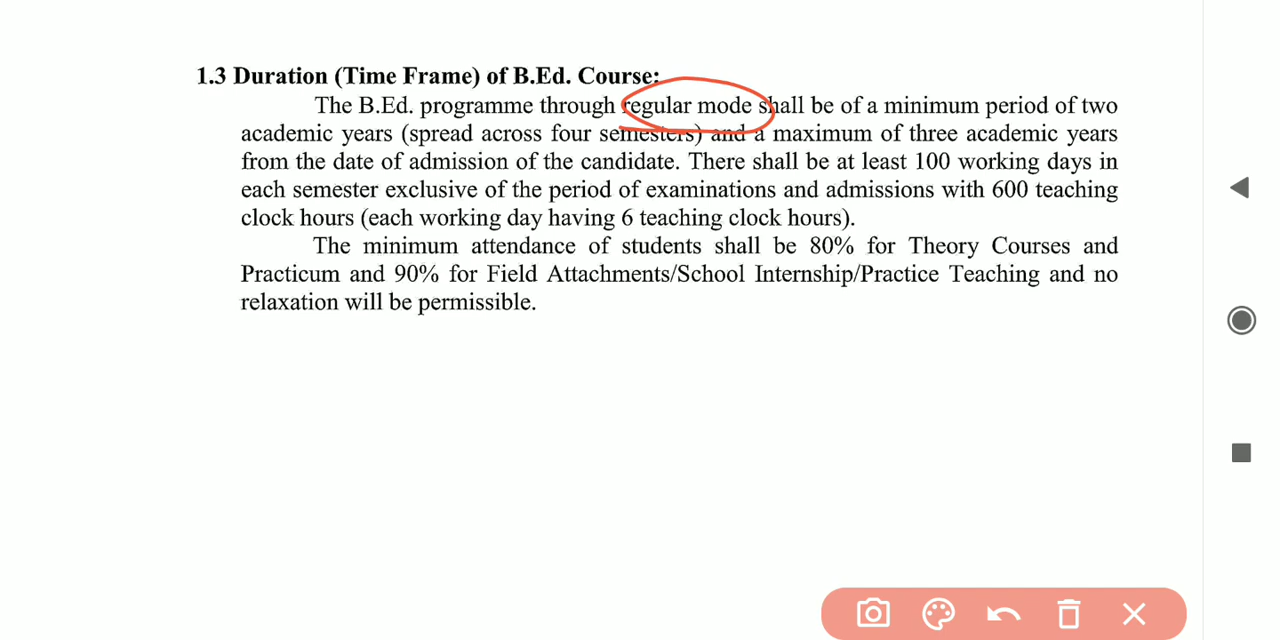 1.3 Duration (Time Frame) of B.Ed. Course:
The B.Ed. programme through regular mode shall be of a minimum period of two
academic years (spread across four semesters) and a maximum of three academic years
from the date of admission of the candidate. There shall be at least 100 working days in
each semester exclusive of the period of examinations and admissions with 600 teaching
clock hours (each working day having 6 teaching clock hours).
The minimum attendance of students shall be 80% for Theory Courses and
Practicum and 90% for Field Attachments/School Internship/Practice Teaching and no
relaxation will be permissible.